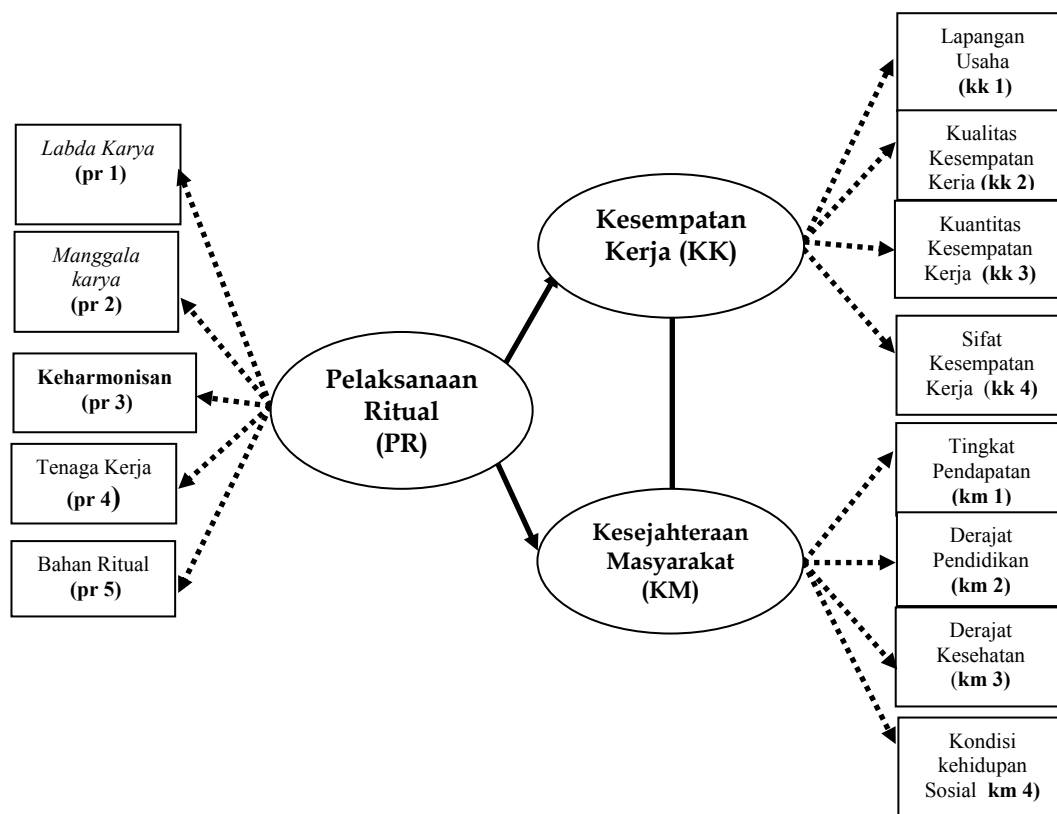 Labda Karya
(pr 1)
Manggala
karya
(pr 2)
Keharmonisan
(pr 3)
Tenaga Kerja
(pr 4)
Bahan Ritual
(pr 5)
Pelaksanaan
Ritual
(PR)
Kesempatan
Kerja (KK)
Kesejahteraan
Masyarakat
(KM)
Lapangan
Usaha
(kk 1)
Kualitas
Kesempatan
Kerja (kk 2)
Kuantitas
Kesempatan
Kerja (kk 3)
Sifat
Kesempatan
Kerja (kk 4)
Tingkat
Pendapatan
(km 1)
Derajat
Pendidikan
(km 2)
Derajat
Kesehatan
(km 3)
Kondisi
kehidupan
Sosial km 4)